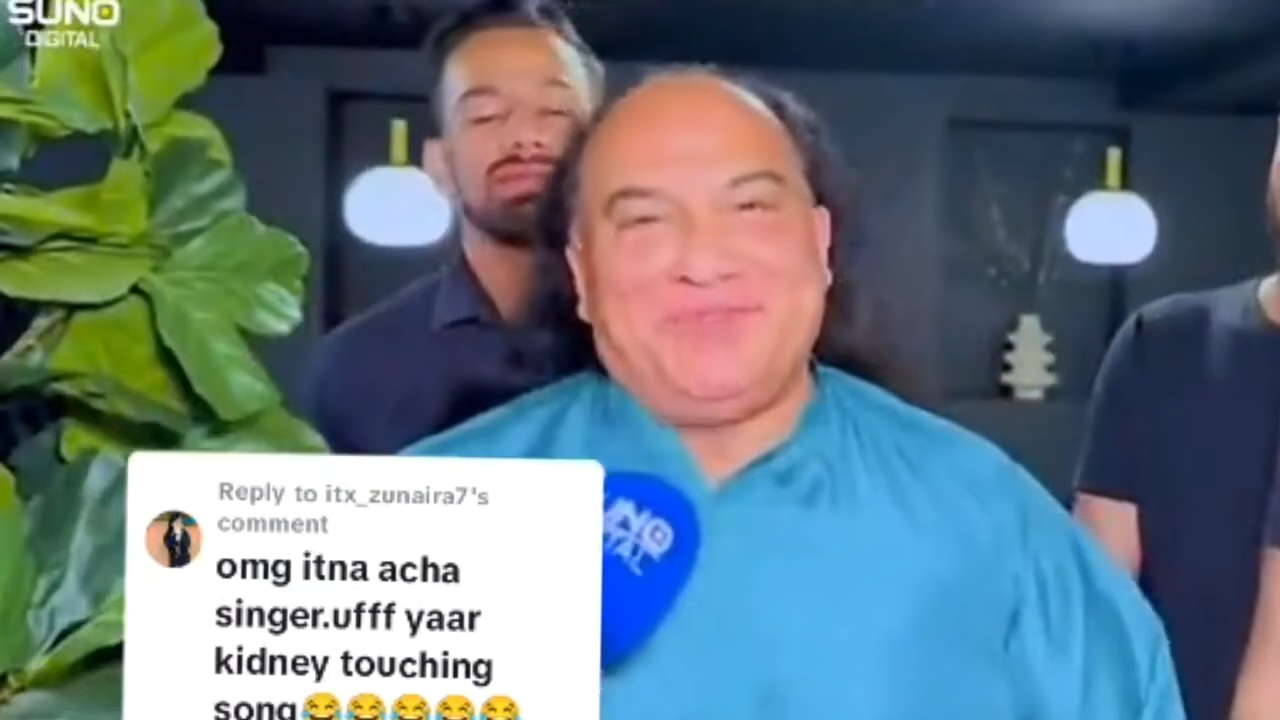 SUNO
DIGITAL
Reply to itx_zunaira7's
comment
omg itna acha
singer.ufff yaar
kidney touching
song😂😂😂😂😂